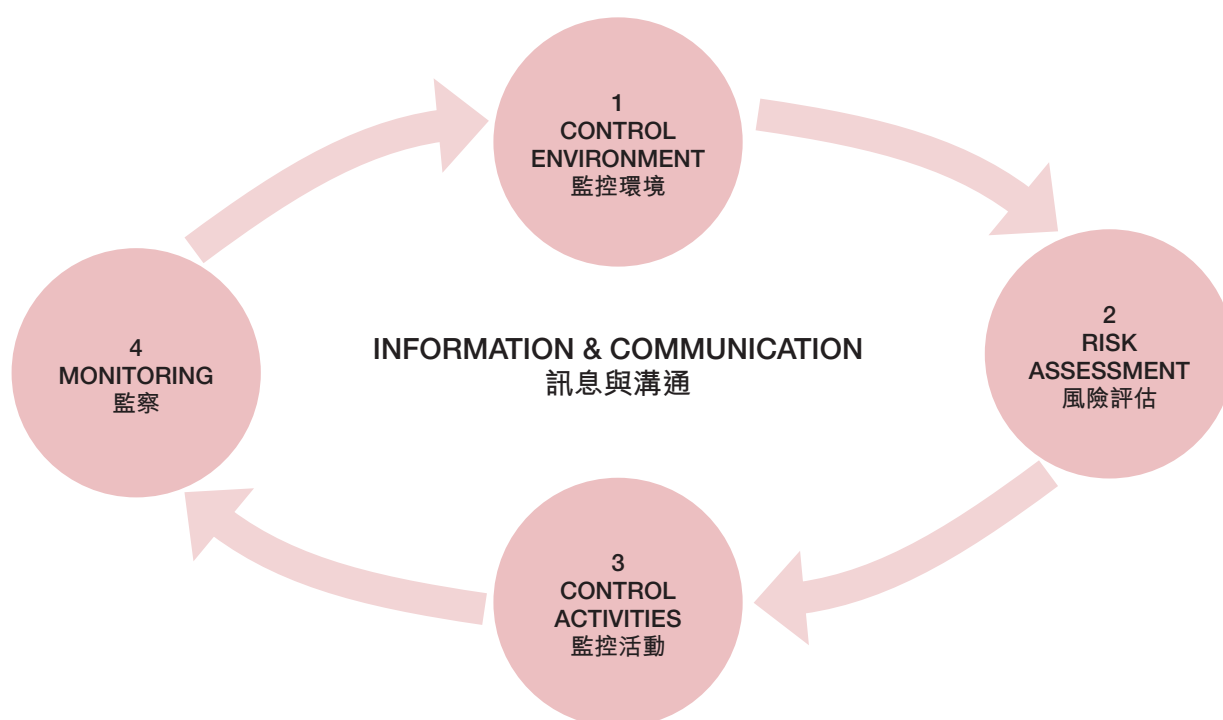 1
CONTROL
ENVIRONMENT
監控環境
2
RISK
ASSESSMENT
風險評估
INFORMATION & COMMUNICATION
訊息與溝通
4
MONITORING
監察
3
CONTROL
ACTIVITIES
監控活動